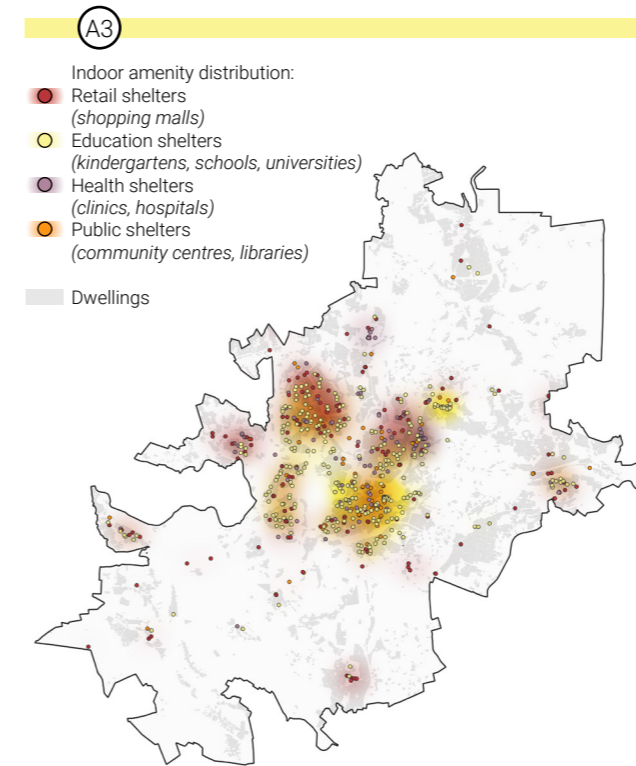 A3
Indoor amenity distribution:
Retail shelters
(shopping malls)
Education shelters
(kindergartens, schools, universities)
Health shelters
(clinics, hospitals)
Public shelters
(community centres, libraries)
Dwellings